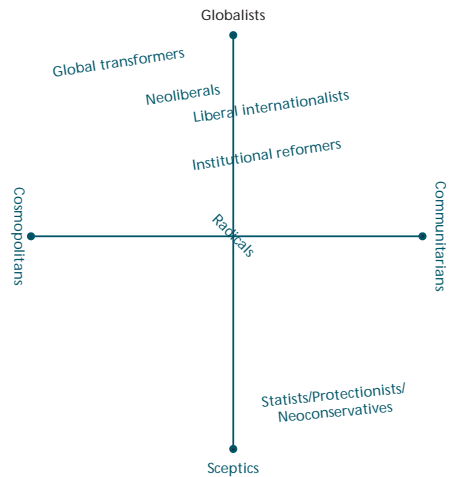 Globalists
Global transformers
Neoliberals
Liberal internationalists
Institutional reformers
Cosmopolitans
Radicals
Communitarians
Statists/Protectionists/
Neoconservatives
Sceptics